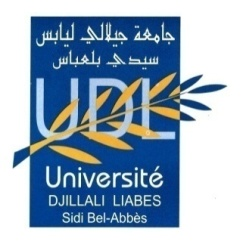 جامعة جيلالي ليابس
سيدي بلعباس
UDL
Université
DJILLALI LIABES
Sidi Bel-Abbès